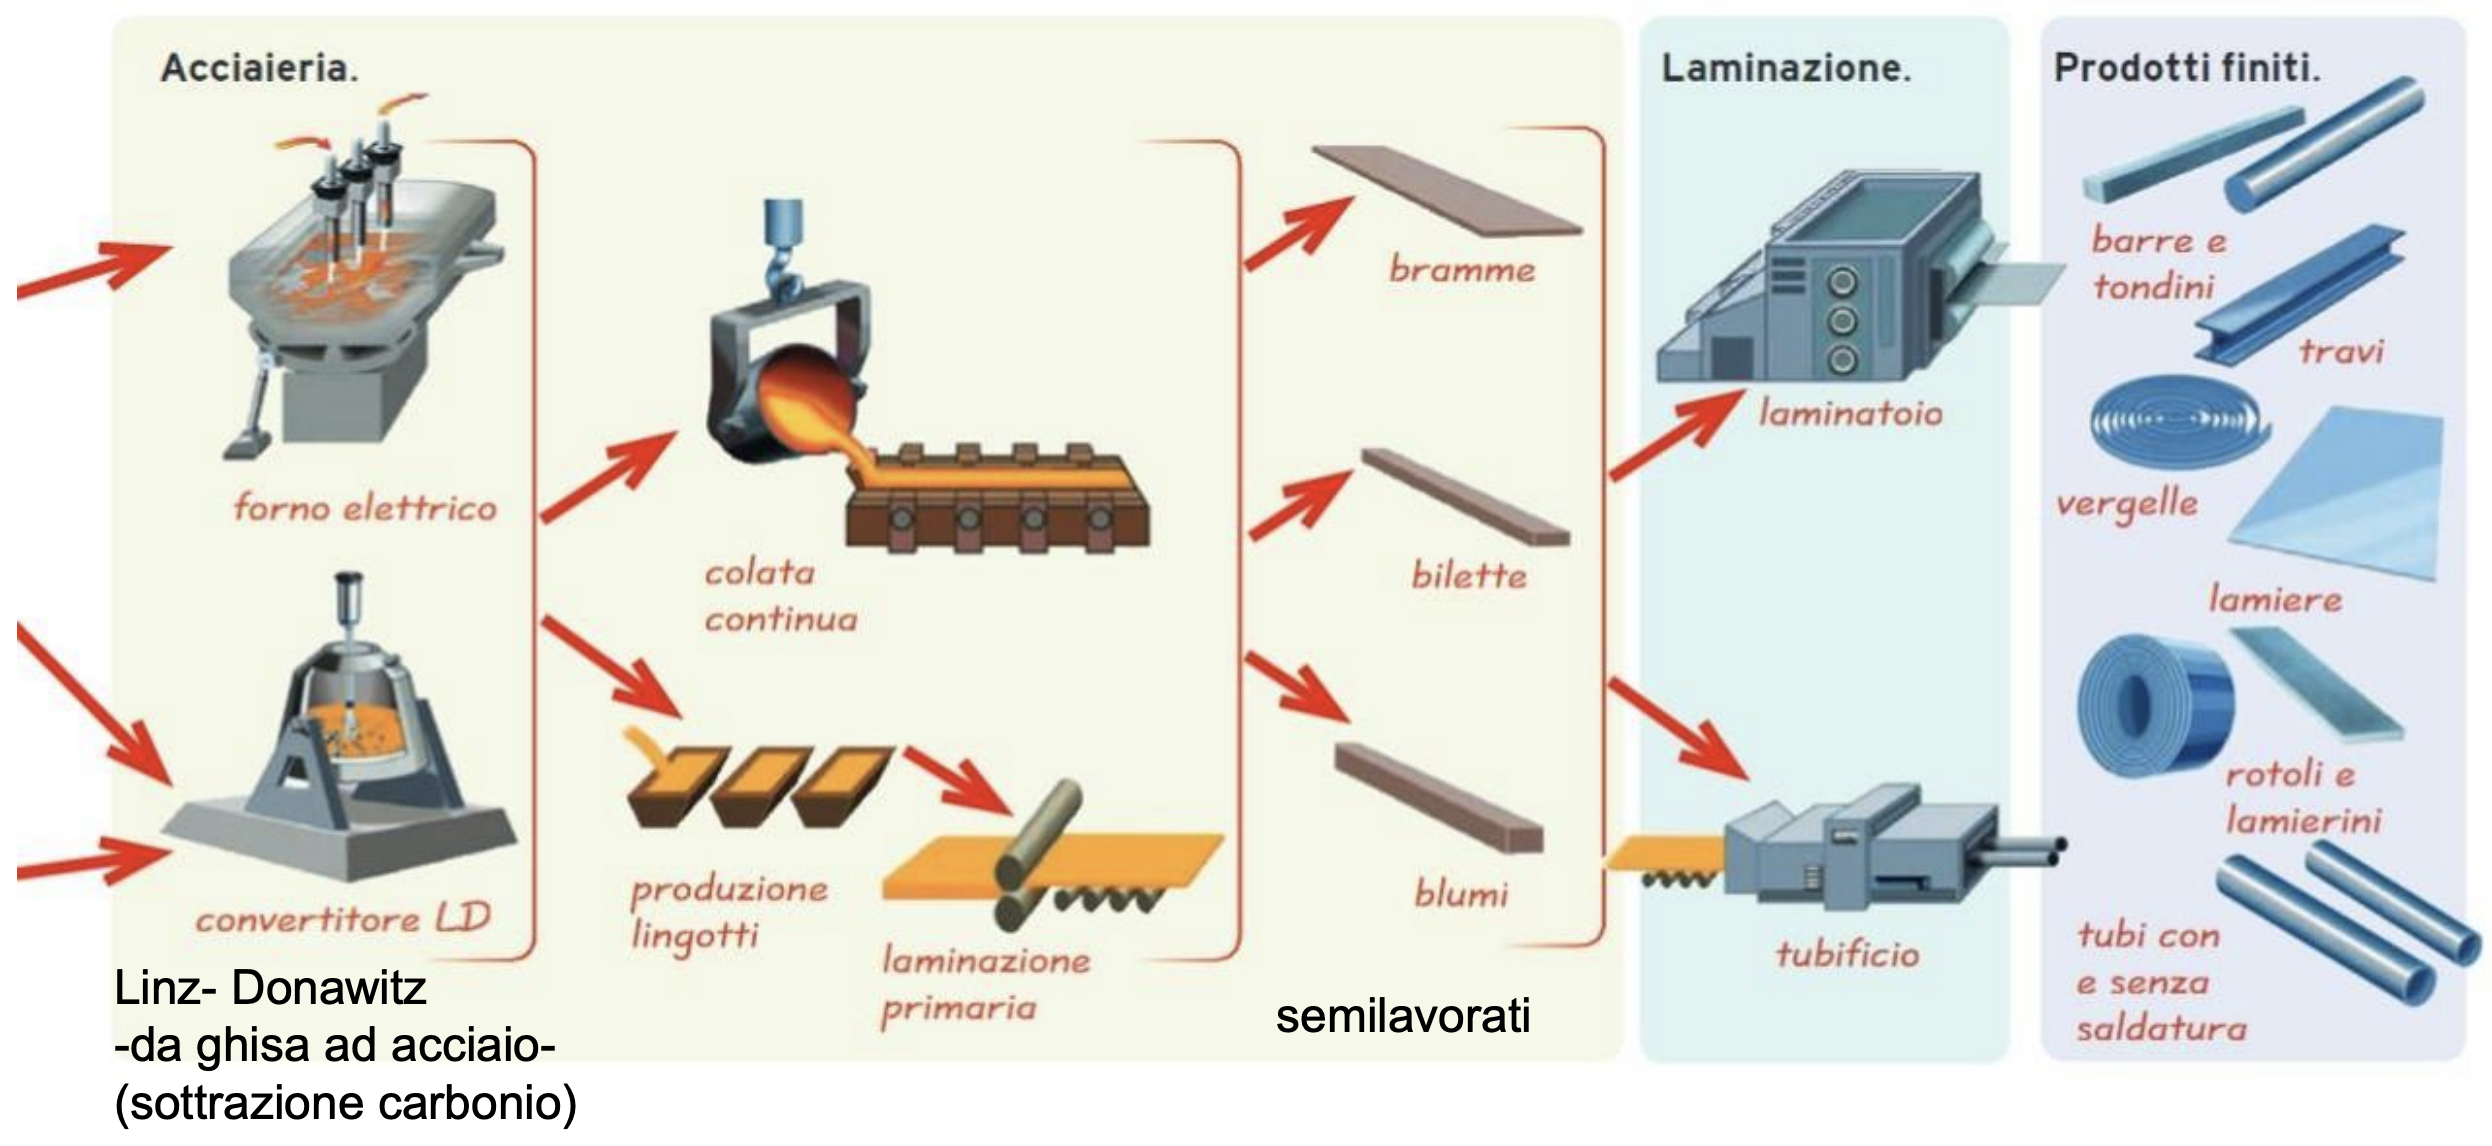 Acciaieria.
forno elettrico
convertitore LD
Linz- Donawitz
-da ghisa ad acciaio-
(sottrazione carbonio)
colata
continua
produzione
lingotti
laminazione
primaria
bramme
bilette
blumi
semilavorati
Laminazione.
laminatoio
tubificio
Prodotti finiti.
barre e
tondini
travi
vergelle
lamiere
rotoli e
lamierini
tubi con
e senza
saldatura